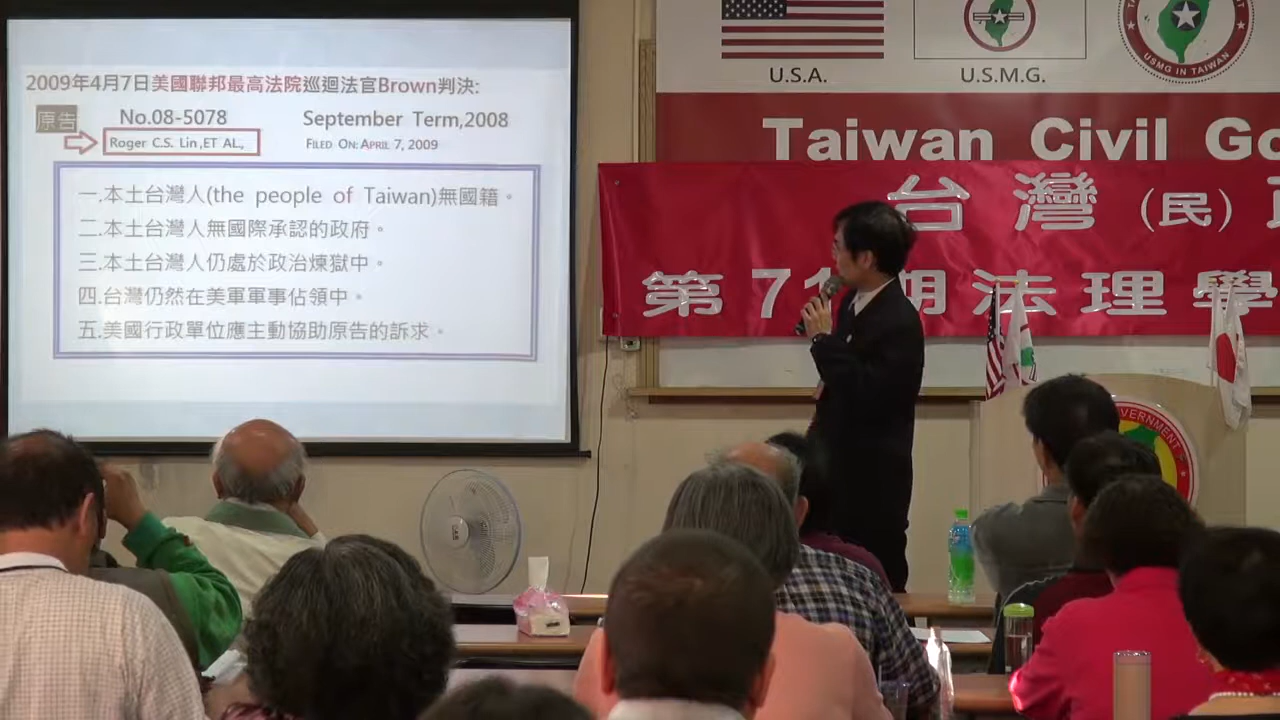 2009年4月7日美國聯邦最高法院巡迴法官Brown判決:
原告
No.08-5078
September Term,2008
Roger C.S. Lin,ET AL.,
FILED ON: APRIL 7, 2009
一.本土台灣人(the people of Taiwan)無國籍。
二.本土台灣人無國際承認的政府。
三.本土台灣人仍處於政治煉獄中。
四.台灣仍然在美軍軍事佔領中。
五.美國行政單位應主動協助原告的訴求。
U.S.A.
U.S.M.G.
USMG IN TAIWAN
Taiwan Civil Go
台灣(民)
第7 期法理學
VERNMENT